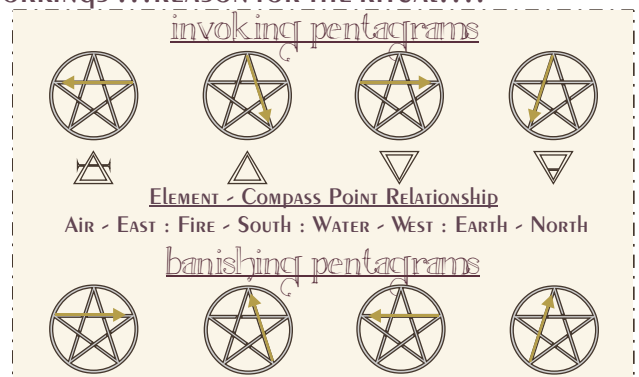 invoking pentagrams
Element - Compass Point Relationship
Air - East : Fire - South : Water - West : Earth - North
banishing pentagrams